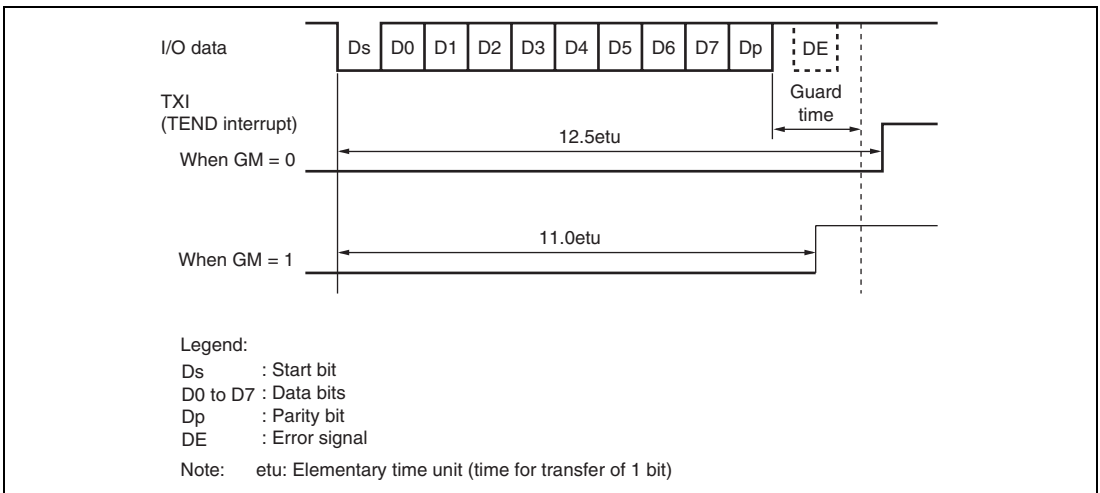 I/O data
Ds D0 D1 D2 D3 D4 D5 D6 D7 Dp DE
Guard
time
TXI
(TEND interrupt)
12.5etu
When GM = 0
11.0etu
When GM = 1
Legend:
Ds : Start bit
D0 to D7 : Data bits
Dp : Parity bit
DE : Error signal
Note: etu: Elementary time unit (time for transfer of 1 bit)